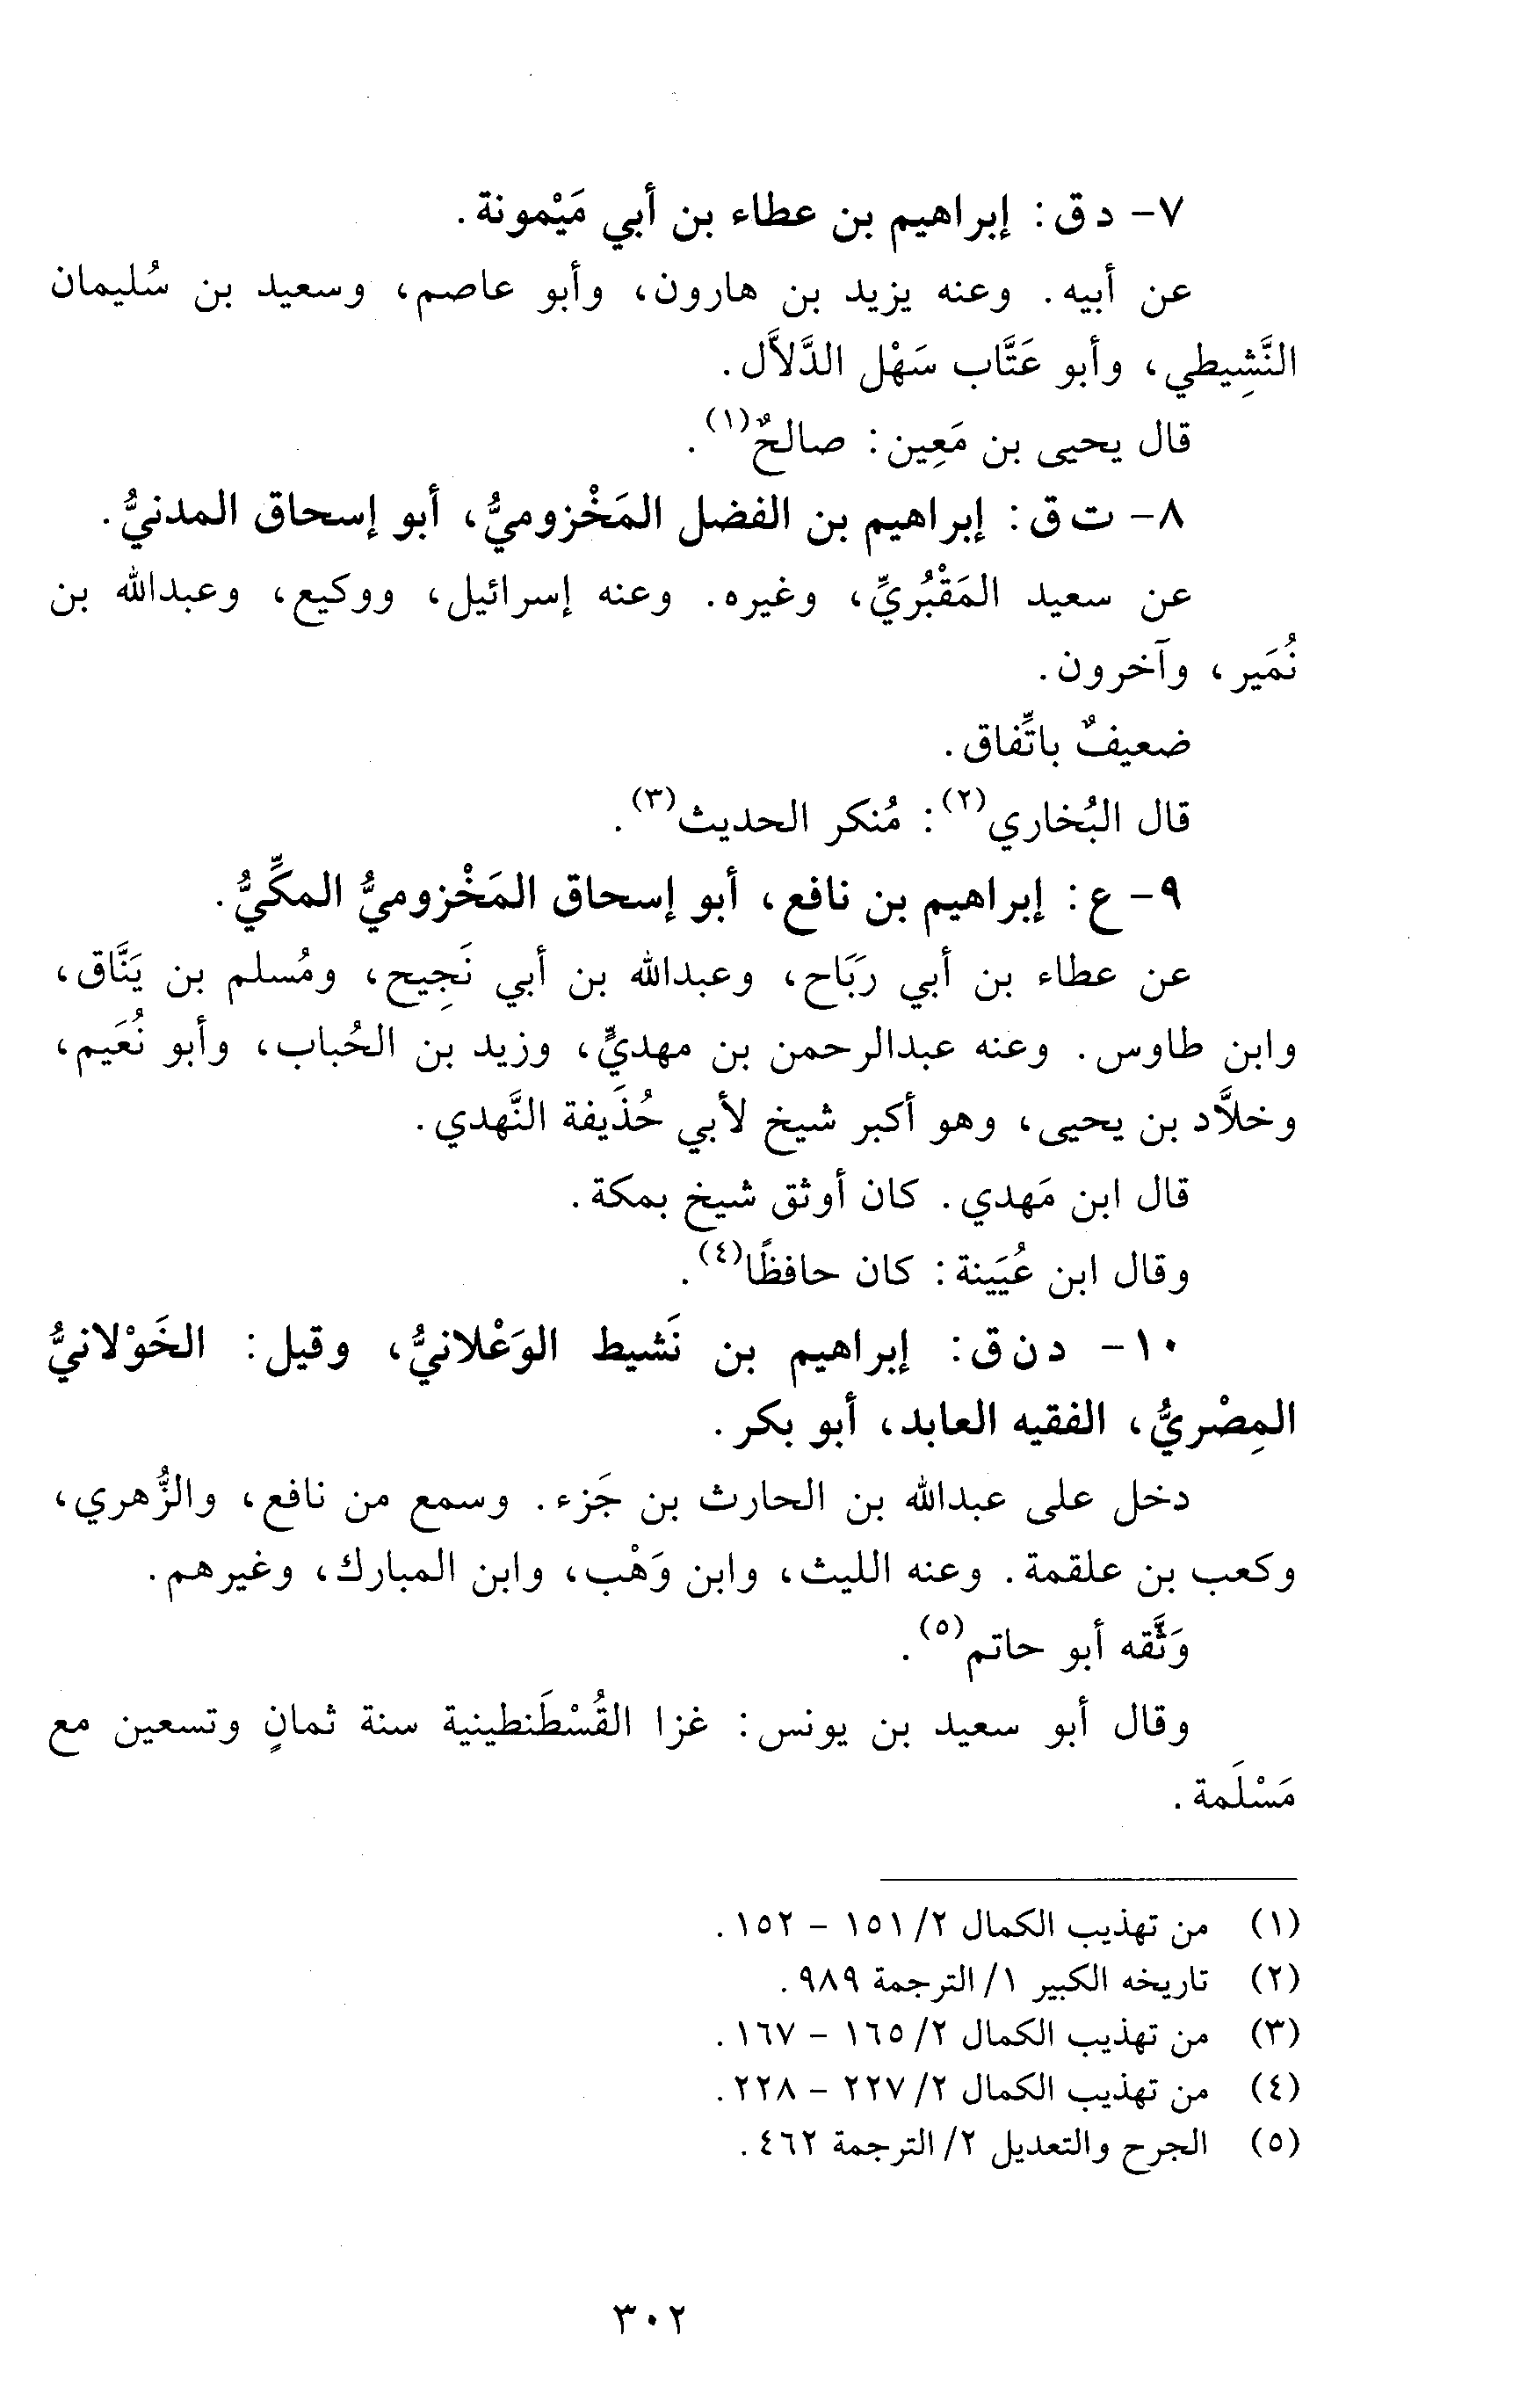 ٧- د ق: إبراهيم بن عطاء بن أبي مَيْمونة.
عن أبيه. وعنه يزيد بن هارون، وأبو عاصم، وسعيد بن سُليمان
النَّشِيطي، وأبو عَتَّاب سَهْل الدَّلاَّل.
قال يحيى بن مَعِين: صالحٌ(١).
٨- ت ق: إبراهيم بن الفضل المَخْزوميُّ، أبو إسحاق المدنيُّ.
عن سعيد المَقْبُريِّ، وغيره. وعنه إسرائيل، ووكيع، وعبدالله بن
نُمَير، وآخرون.
ضعيفٌ باتِّفاق.
قال البُخاري(٢): مُنكر الحديث(٣).
٩- ع: إبراهيم بن نافع، أبو إسحاق المَخْزوميُّ المكِّيُّ.
عن عطاء بن أبي رَبَاح، وعبدالله بن أبي نَجِيح، ومُسلم بن يَنَّاق،
وابن طاوس. وعنه عبدالرحمن بن مهديٍّ، وزيد بن الحُباب، وأبو نُعَيم،
وخلاَّد بن يحيى، وهو أكبر شيخ لأبي حُذَيفة النَّهدي.
قال ابن مَهدي. كان أوثق شيخ بمكة.
وقال ابن عُيَينة: كان حافظًا(٤).
١٠- د ن ق: إبراهيم بن نَشيط الوَعْلانيُّ، وقيل: الخَوْلانيُّ
المِصْريُّ، الفقيه العابد، أبو بكر.
دخل على عبدالله بن الحارث بن جَزء. وسمع من نافع، والزُّهري،
وكعب بن علقمة. وعنه الليث، وابن وَهْب، وابن المبارك، وغيرهم.
وَثَّقه أبو حاتم(٥).
وقال أبو سعيد بن يونس: غزا القُسْطَنطينية سنة ثمانٍ وتسعين مع
مَسْلَمة.
(١) من تهذيب الكمال ٢/ ١٥١ - ١٥٢.
(٢) تاريخه الكبير ١/ الترجمة ٩٨٩.
(٣) من تهذيب الكمال ٢/ ١٦٥ - ١٦٧.
(٤) من تهذيب الكمال ٢/ ٢٢٧ - ٢٢٨.
(٥) الجرح والتعديل ٢/ الترجمة ٤٦٢.
٣٠٢